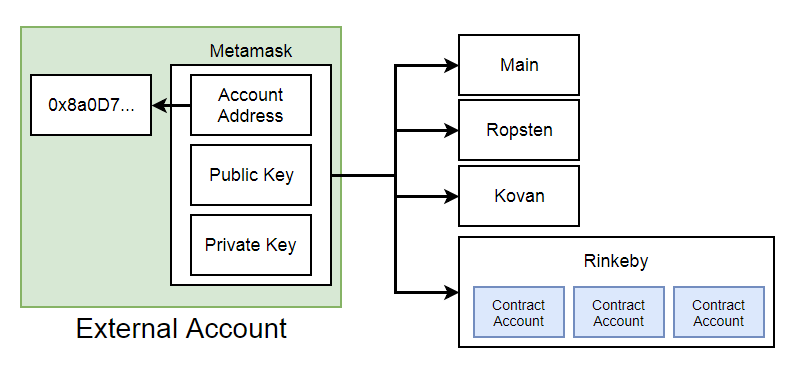 Metamask
0x8a0D7...
Account
Address
Public Key
Private Key
External Account
Main
Ropsten
Kovan
Rinkeby
Contract
Account
Contract
Account
Contract
Account